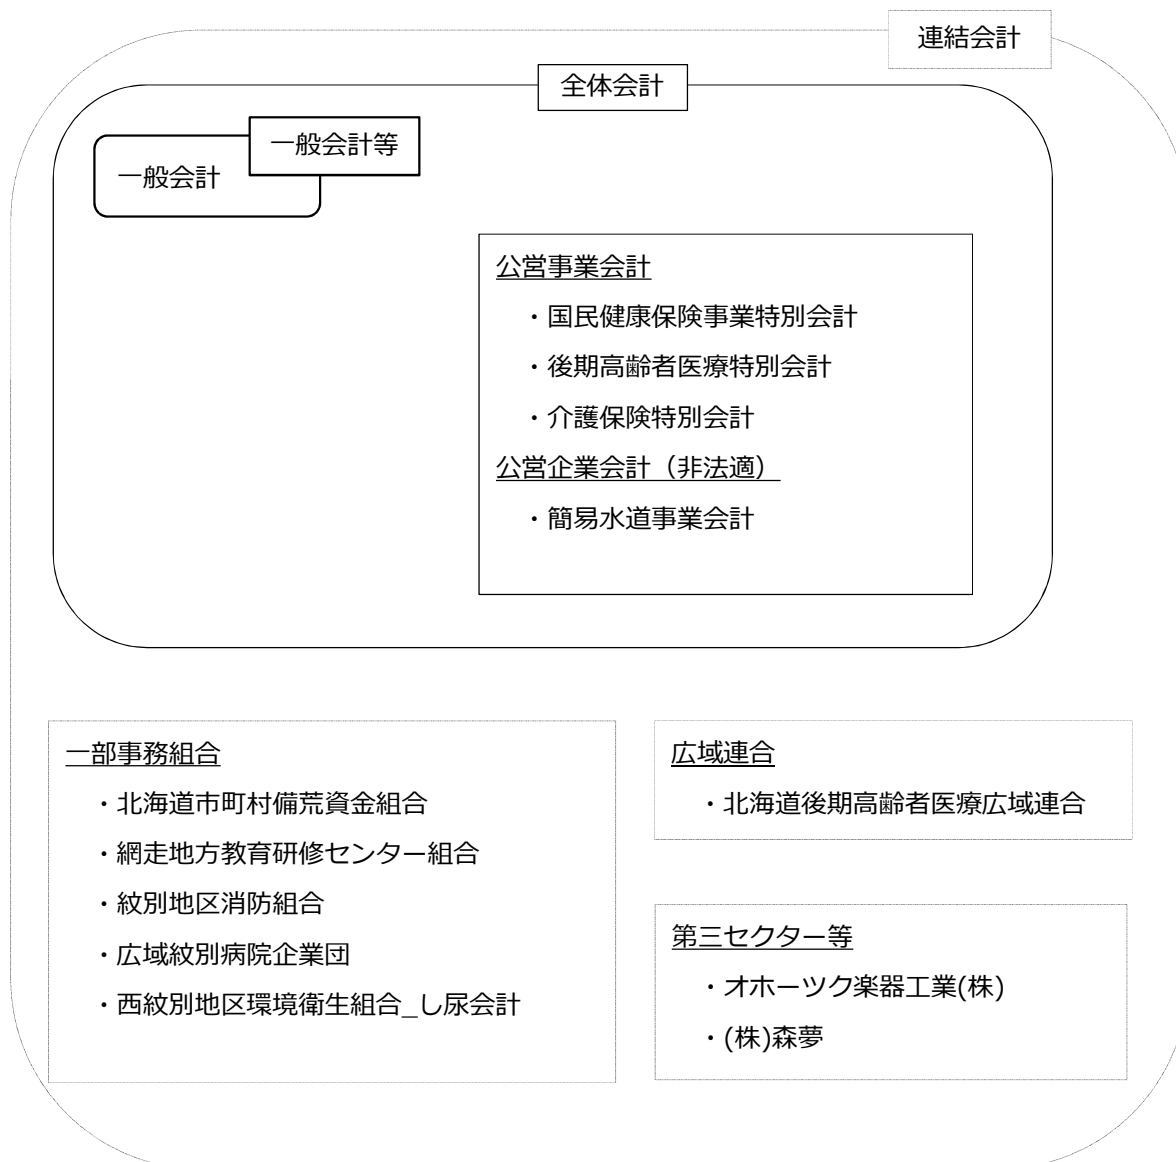 連結会計
全体会計
一般会計等
一般会計
公営事業会計
・国民健康保険事業特別会計
・後期高齢者医療特別会計
・介護保険特別会計
公営企業会計（非法適）
・簡易水道事業会計
一部事務組合
・北海道市町村備荒資金組合
・網走地方教育研修センター組合
・紋別地区消防組合
・広域紋別病院企業団
・西紋別地区環境衛生組合_し尿会計
広域連合
・北海道後期高齢者医療広域連合
第三セクター等
・オホーツク楽器工業(株)
・(株)森夢